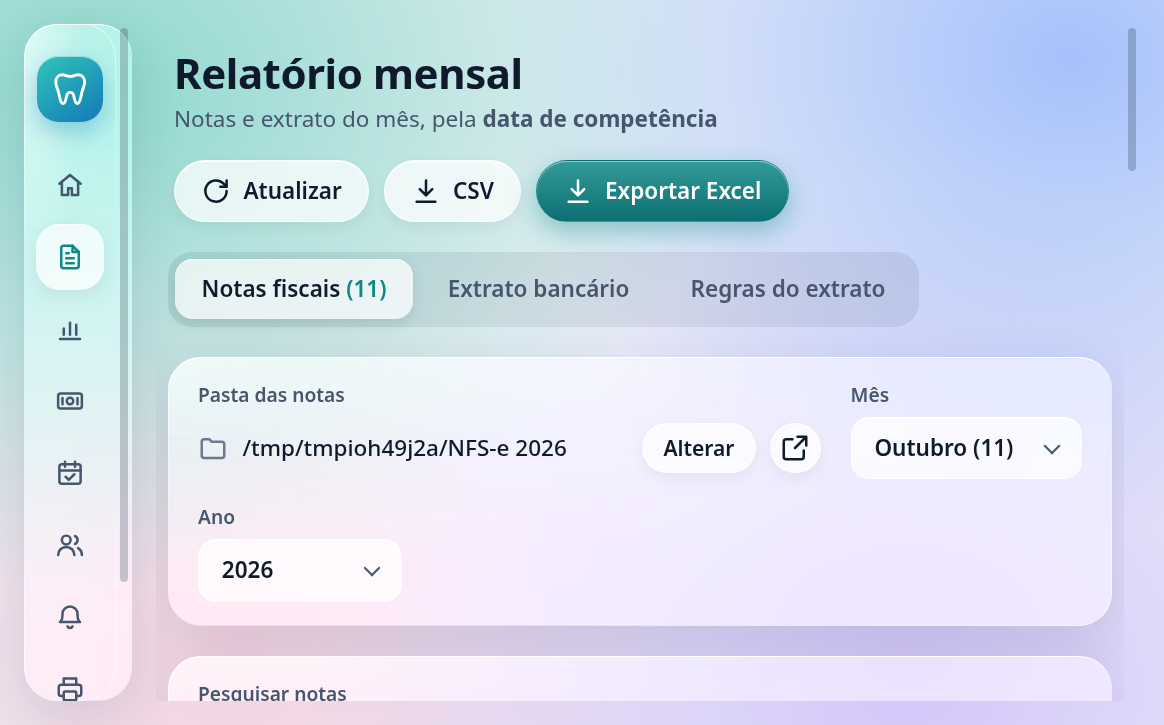 Relatório mensal
Notas e extrato do mês, pela data de competência
Atualizar
CSV
Exportar Excel
Notas fiscais (11)
Extrato bancário
Regras do extrato
Pasta das notas
/tmp/tmpioh49j2a/NFS-e 2026
Alterar
Mês
Outubro (11)
Ano
2026
Pesquisar notas